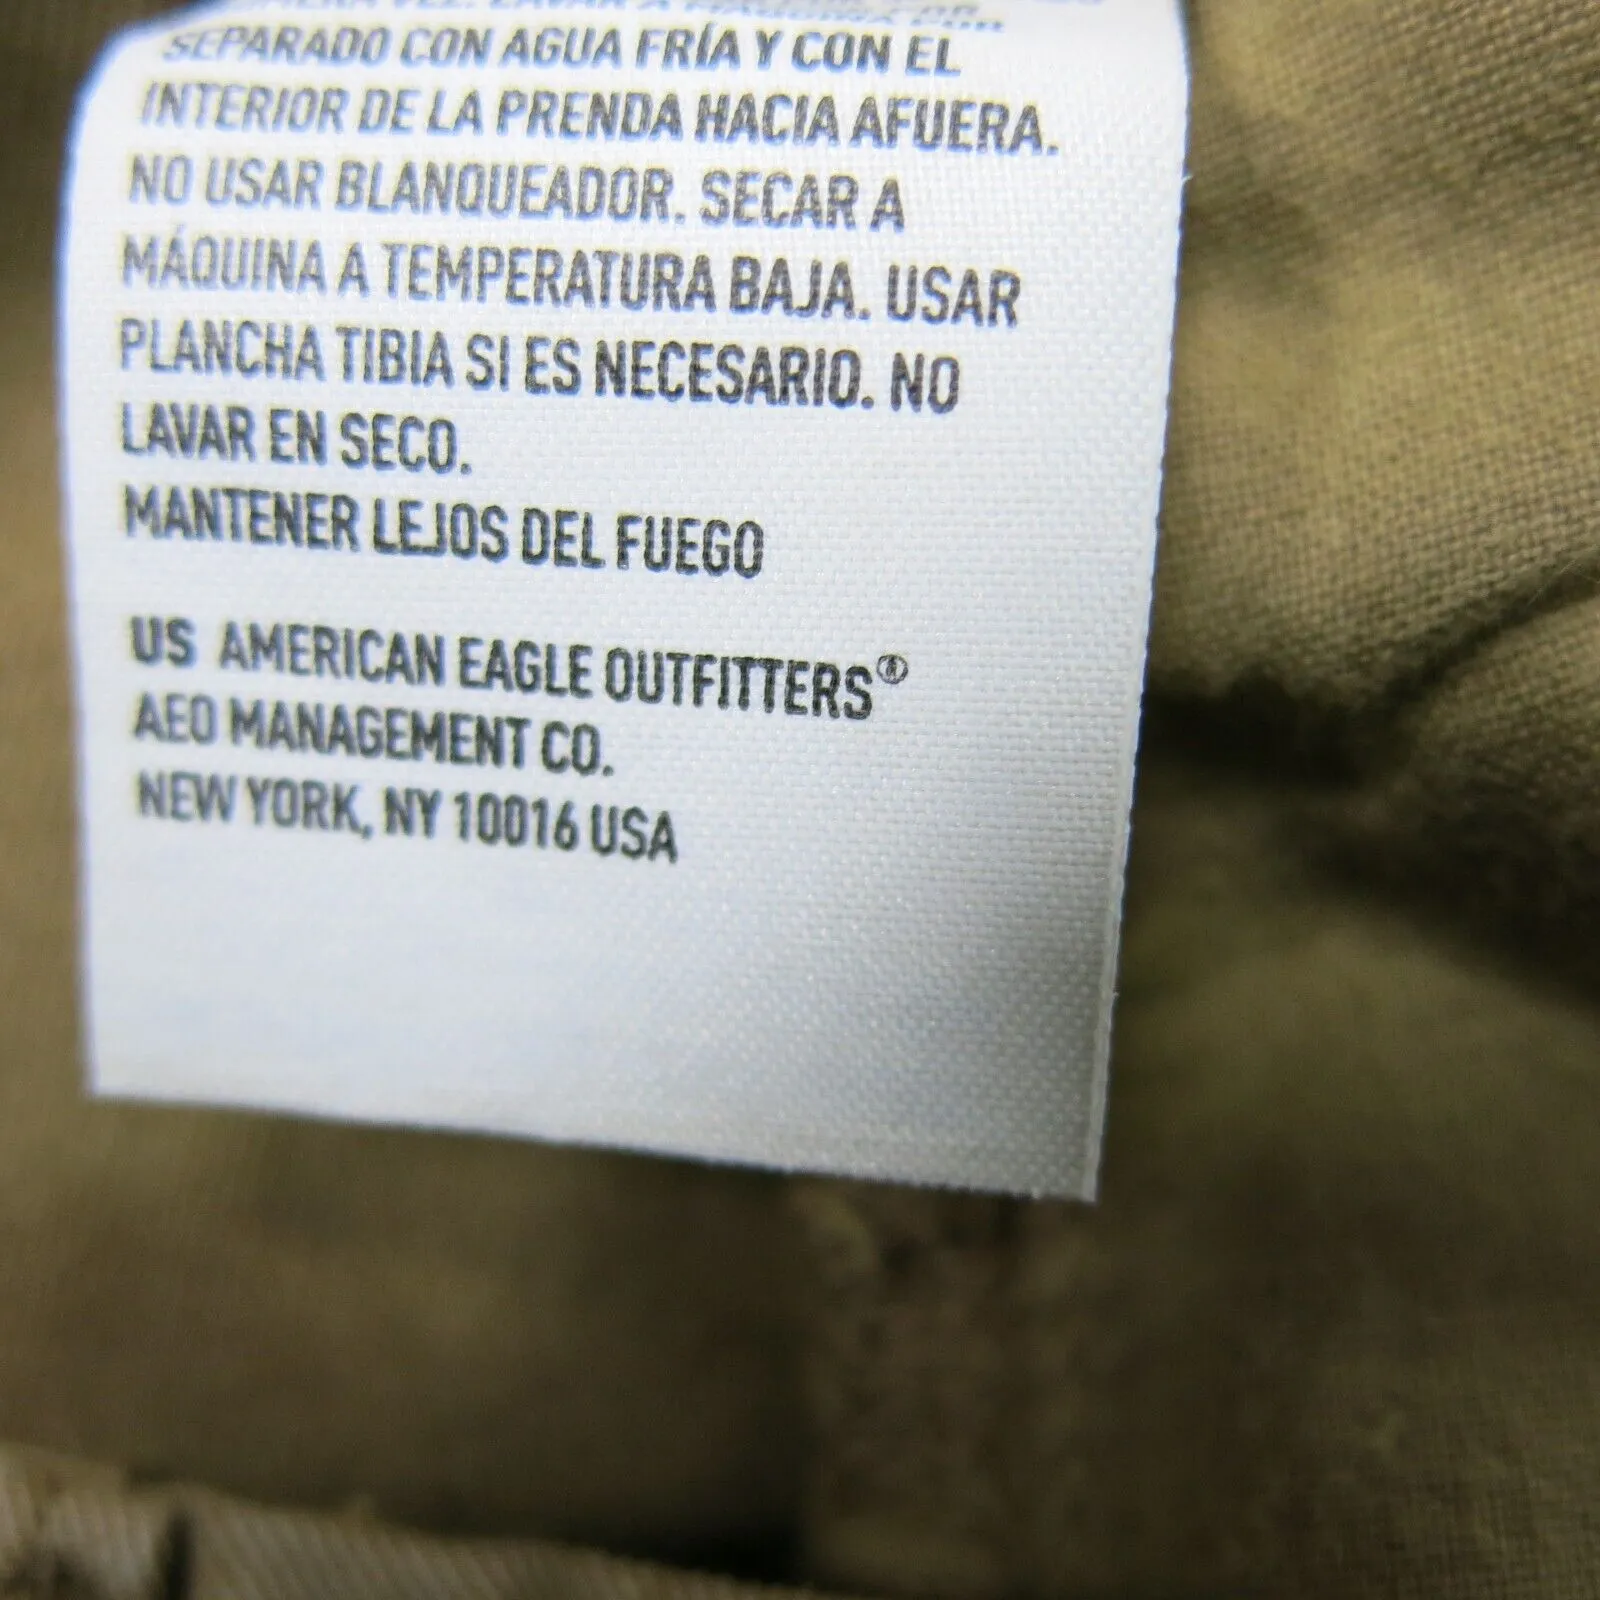 SEPARADO CON AGUA FRÍA Y CON EL
INTERIOR DE LA PRENDA HACIA AFUERA.
NO USAR BLANQUEADOR. SECAR A
MÁQUINA A TEMPERATURA BAJA. USAR
PLANCHA TIBIA SI ES NECESARIO. NO
LAVAR EN SECO.
MANTENER LEJOS DEL FUEGO
US AMERICAN EAGLE OUTFITTERS®
AEO MANAGEMENT CO.
NEW YORK, NY 10016 USA